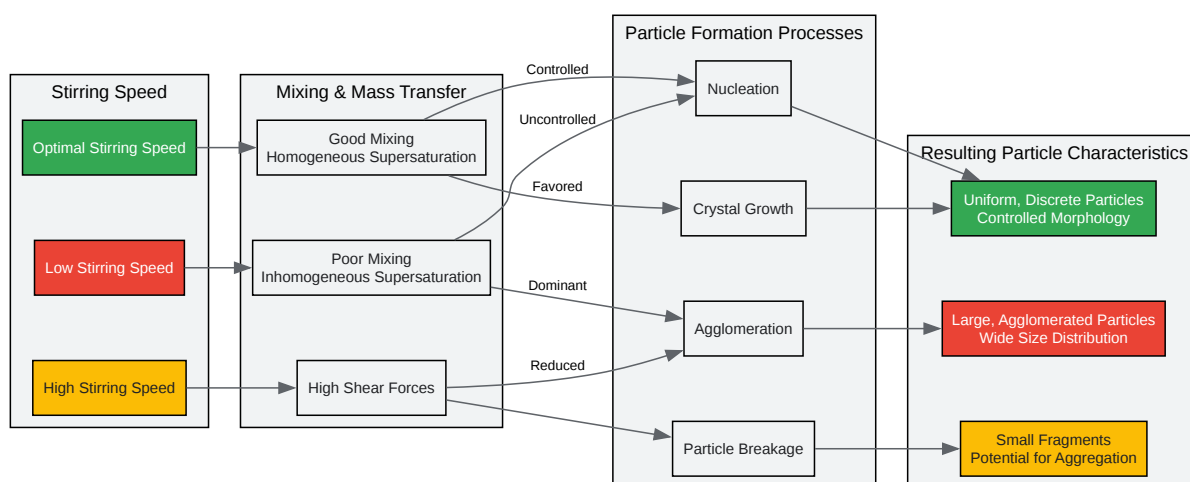 Stirring Speed
Optimal Stirring Speed
Low Stirring Speed
High Stirring Speed
Mixing & Mass Transfer
Good Mixing
Homogeneous Supersaturation
Poor Mixing
Inhomogeneous Supersaturation
High Shear Forces
Controlled
Uncontrolled
Favored
Dominant
Reduced
Particle Formation Processes
Nucleation
Crystal Growth
Agglomeration
Particle Breakage
Resulting Particle Characteristics
Uniform, Discrete Particles
Controlled Morphology
Large, Agglomerated Particles
Wide Size Distribution
Small Fragments
Potential for Aggregation